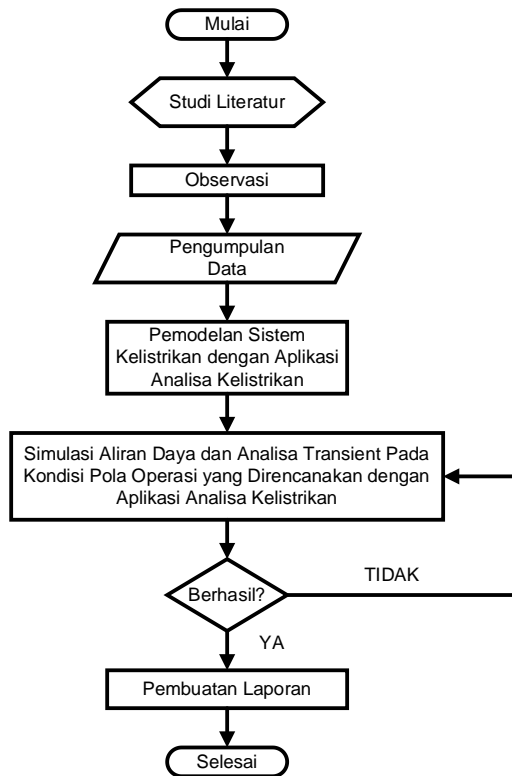 Mulai
Studi Literatur
Observasi
Pengumpulan
Data
Pemodelan Sistem
Kelistrikan dengan Aplikasi
Analisa Kelistrikan
Simulasi Aliran Daya dan Analisa Transient Pada
Kondisi Pola Operasi yang Direncanakan dengan
Aplikasi Analisa Kelistrikan
Berhasil?
TIDAK
YA
Pembuatan Laporan
Selesai